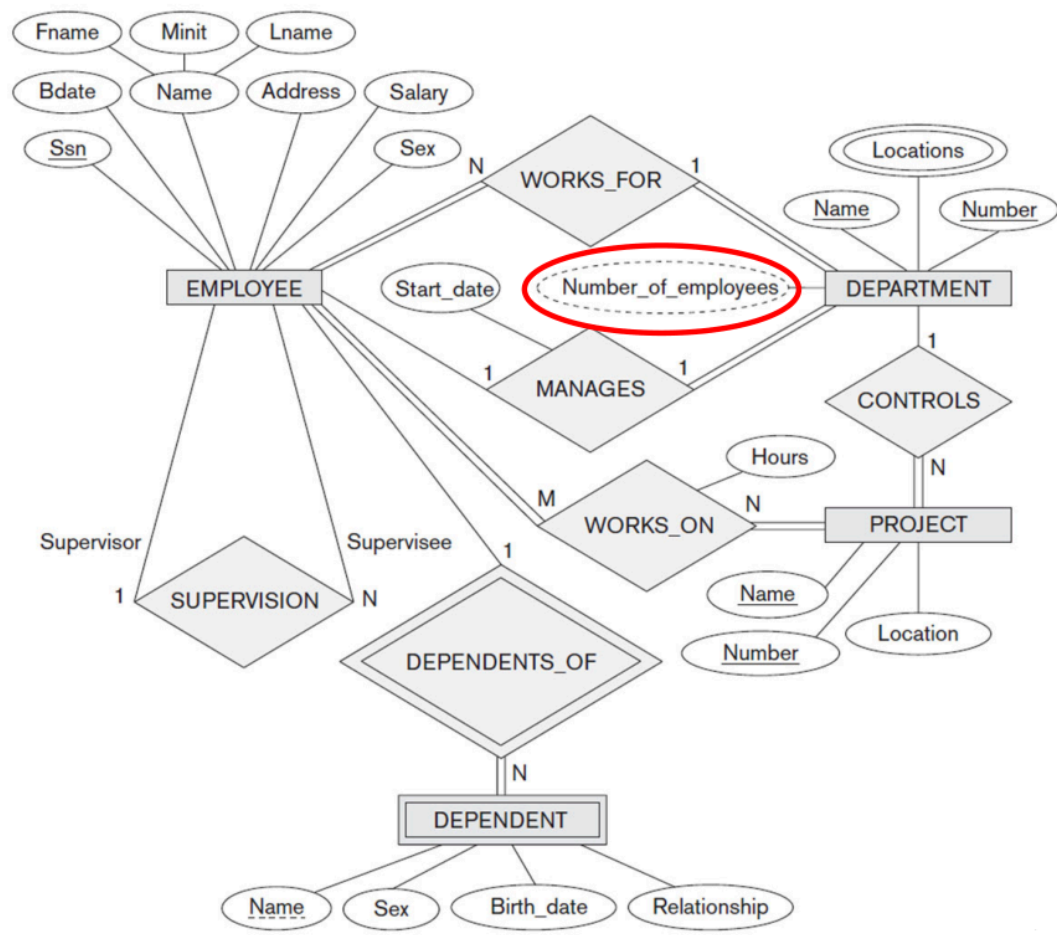 Fname
Minit
Lname
Bdate
Name
Address
Salary
Ssn
Sex
N
WORKS_FOR
1
Locations
Name
Number
EMPLOYEE
Start_date
Number_of_employees
DEPARTMENT
1
MANAGES
1
1
CONTROLS
N
Hours
M
WORKS_ON
N
PROJECT
Supervisor
Supervisee
1
SUPERVISION
N
1
Name
Number
Location
DEPENDENTS_OF
N
DEPENDENT
Name
Sex
Birth_date
Relationship